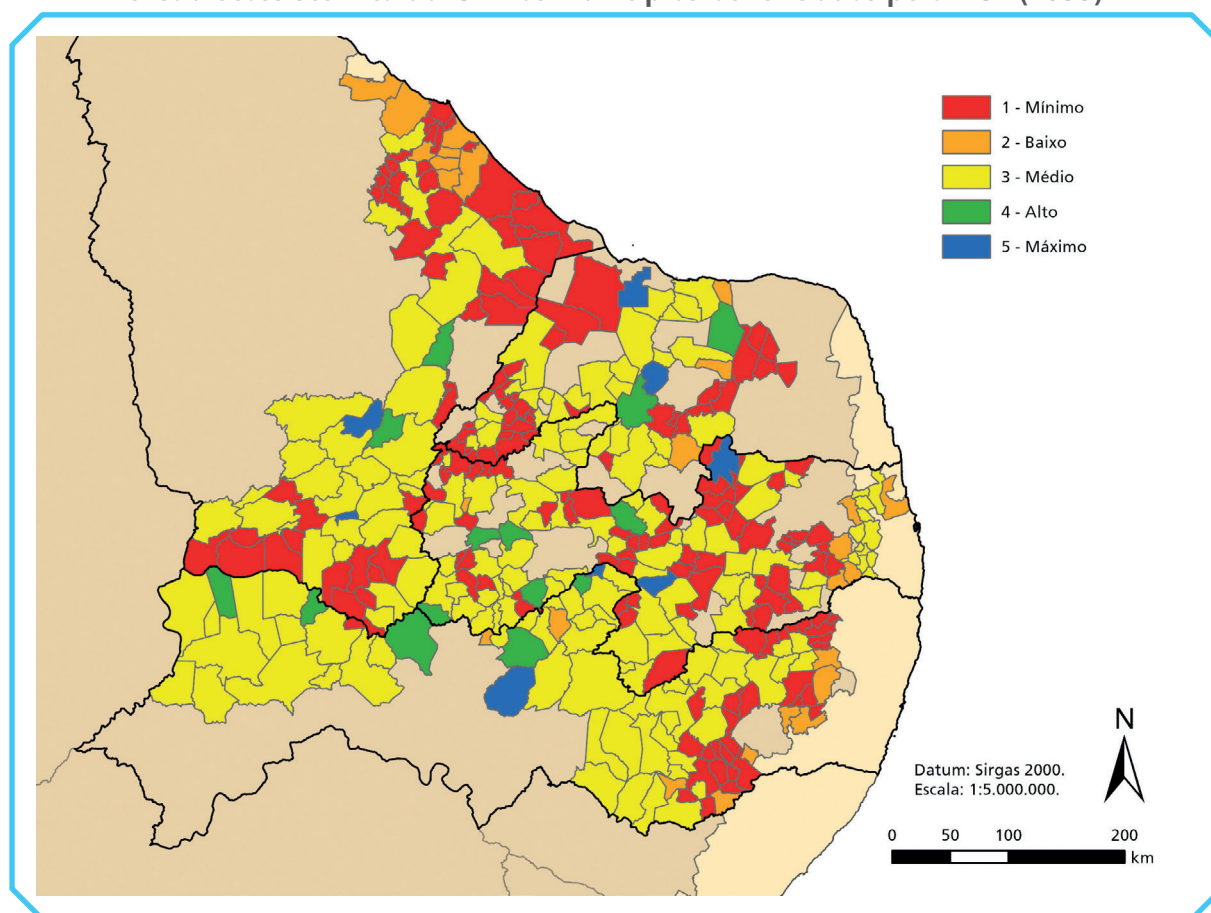 1 - Mínimo
2 - Baixo
3 - Médio
4 - Alto
5 - Máximo
N
Datum: Sirgas 2000.
Escala: 1:5.000.000.
0 50 100 200
km